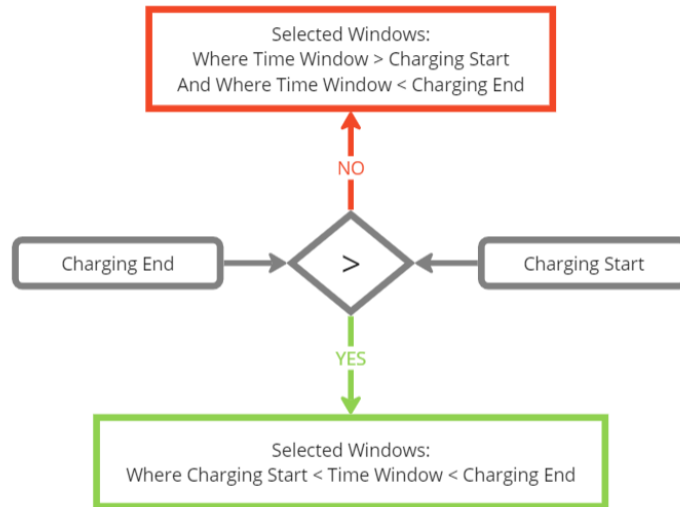 Selected Windows:
Where Time Window > Charging Start
And Where Time Window < Charging End
NO
Charging End
>
Charging Start
YES
Selected Windows:
Where Charging Start < Time Window < Charging End